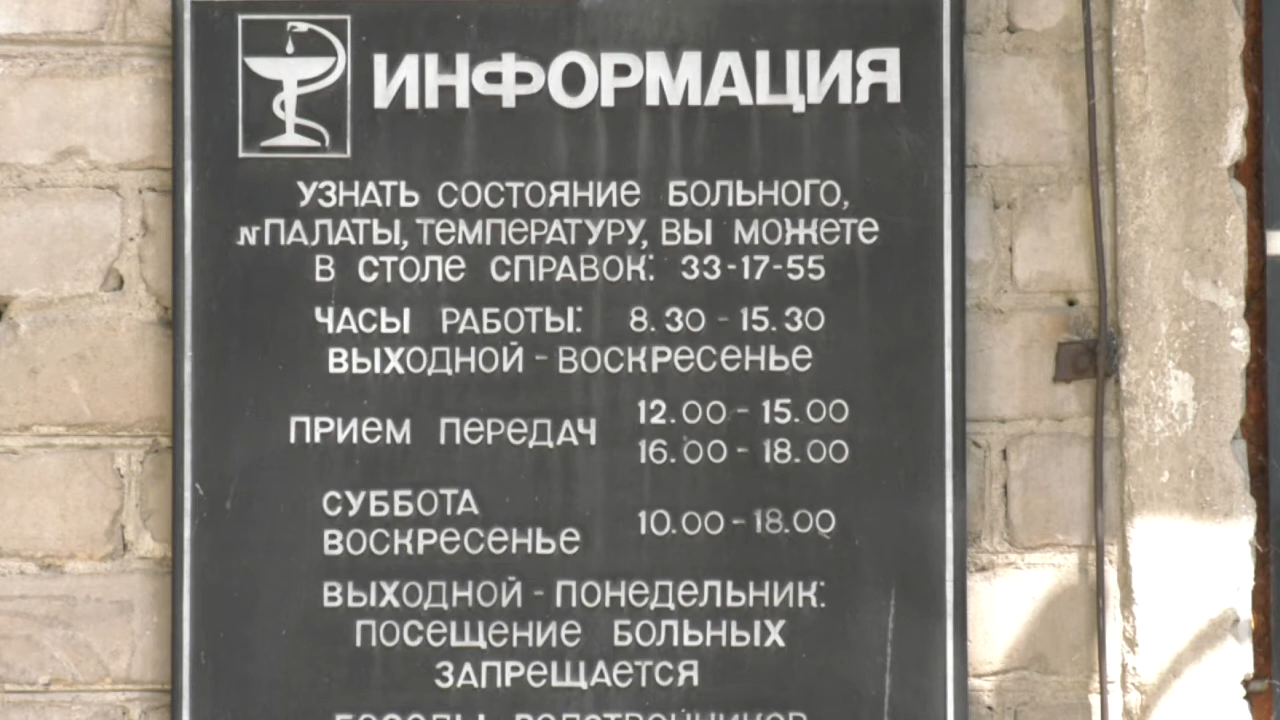 ИНФОРМАЦИЯ
УЗНАТЬ СОСТОЯНИЕ БОЛЬНОГО,
№ ПАЛАТЫ, ТЕМПЕРАТУРУ, ВЫ МОЖЕТЕ
В СТОЛЕ СПРАВОК: 33-17-55
ЧАСЫ РАБОТЫ: 8.30 - 15.30
ВЫХОДНОЙ - ВОСКРЕСЕНЬЕ
ПРИЕМ ПЕРЕДАЧ 12.00 - 15.00
16.00 - 18.00
СУББОТА
ВОСКРЕСЕНЬЕ 10.00 - 18.00
ВЫХОДНОЙ - ПОНЕДЕЛЬНИК:
ПОСЕЩЕНИЕ БОЛЬНЫХ
ЗАПРЕЩАЕТСЯ